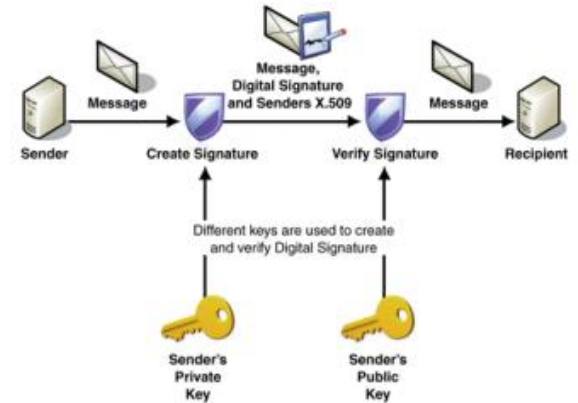 Message,
Digital Signature
and Senders X.509
Message
Message
Sender
Create Signature
Verify Signature
Recipient
Different keys are used to create
and verify Digital Signature
Sender's
Private
Key
Sender's
Public
Key